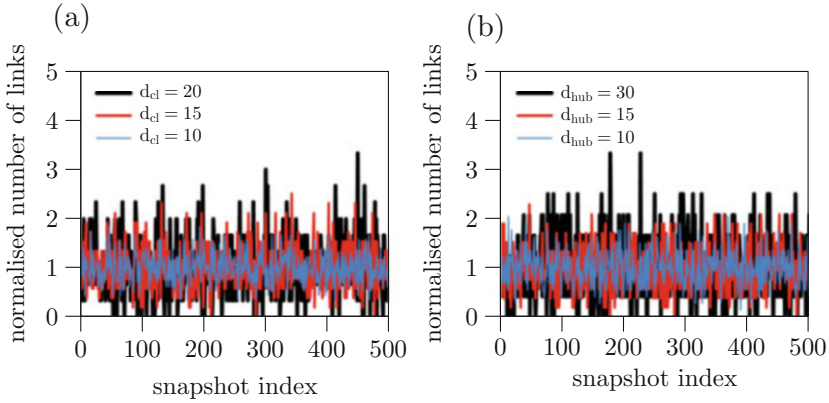 (a)
normalised number of links
5
4
3
2
1
0
d_cl = 20
d_cl = 15
d_cl = 10
0 100 200 300 400 500
snapshot index
(b)
normalised number of links
5
4
3
2
1
0
d_hub = 30
d_hub = 15
d_hub = 10
0 100 200 300 400 500
snapshot index